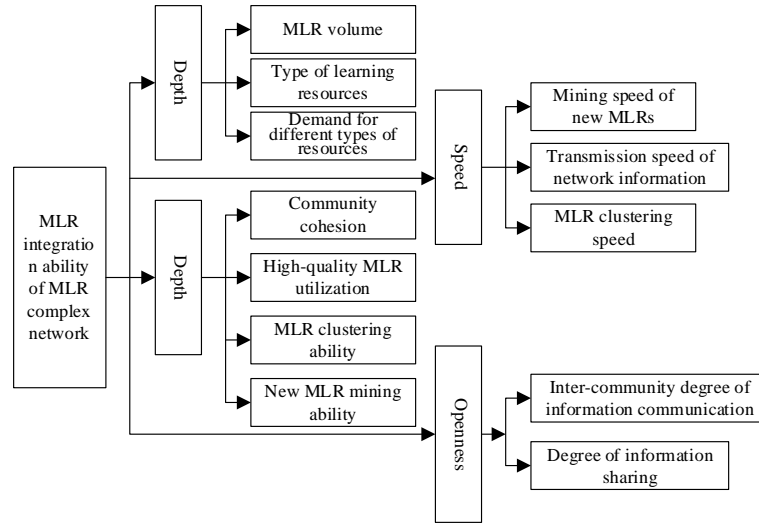 MLR
integratio
n ability
of MLR
complex
network
Depth
MLR volume
Type of learning
resources
Demand for
different types of
resources
Depth
Community
cohesion
High-quality MLR
utilization
MLR clustering
ability
New MLR mining
ability
Speed
Mining speed of
new MLRs
Transmission speed of
network information
MLR clustering
speed
Openness
Inter-community degree of
information communication
Degree of information
sharing